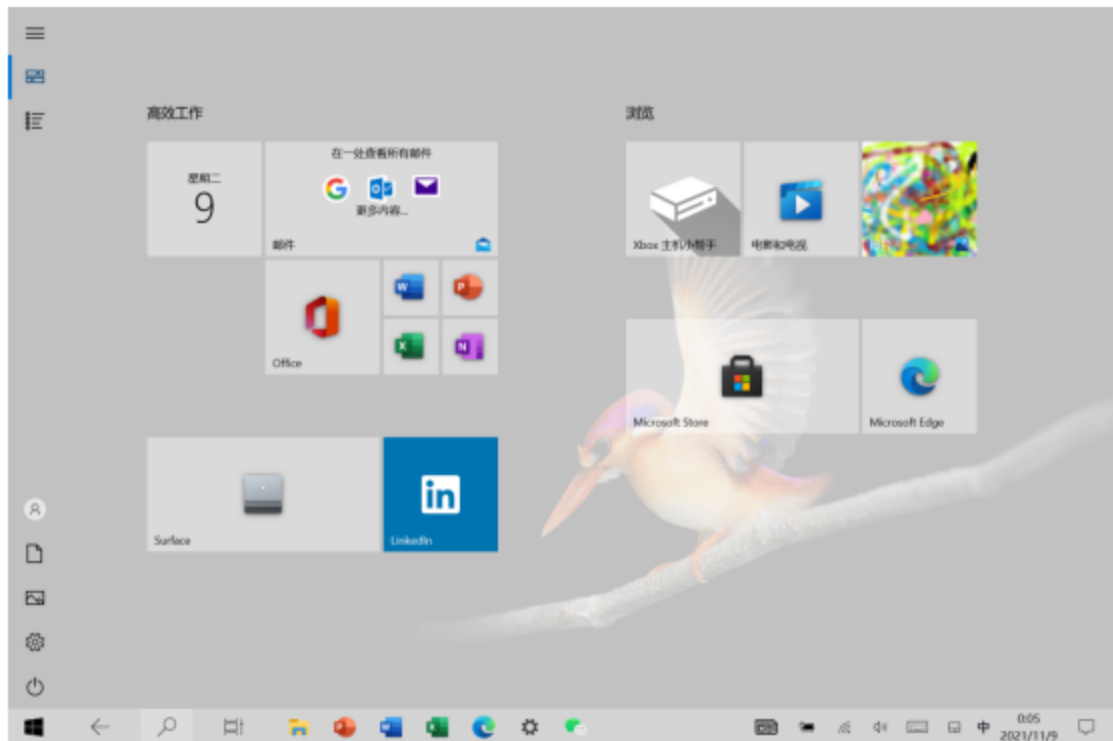 高效工作
浏览
星期二
9
在一处查看所有邮件
更多内容...
邮件
Xbox 主机小帮手
电影和电视
Office
Microsoft Store
Microsoft Edge
Surface
LinkedIn
中
0:05
2021/11/9